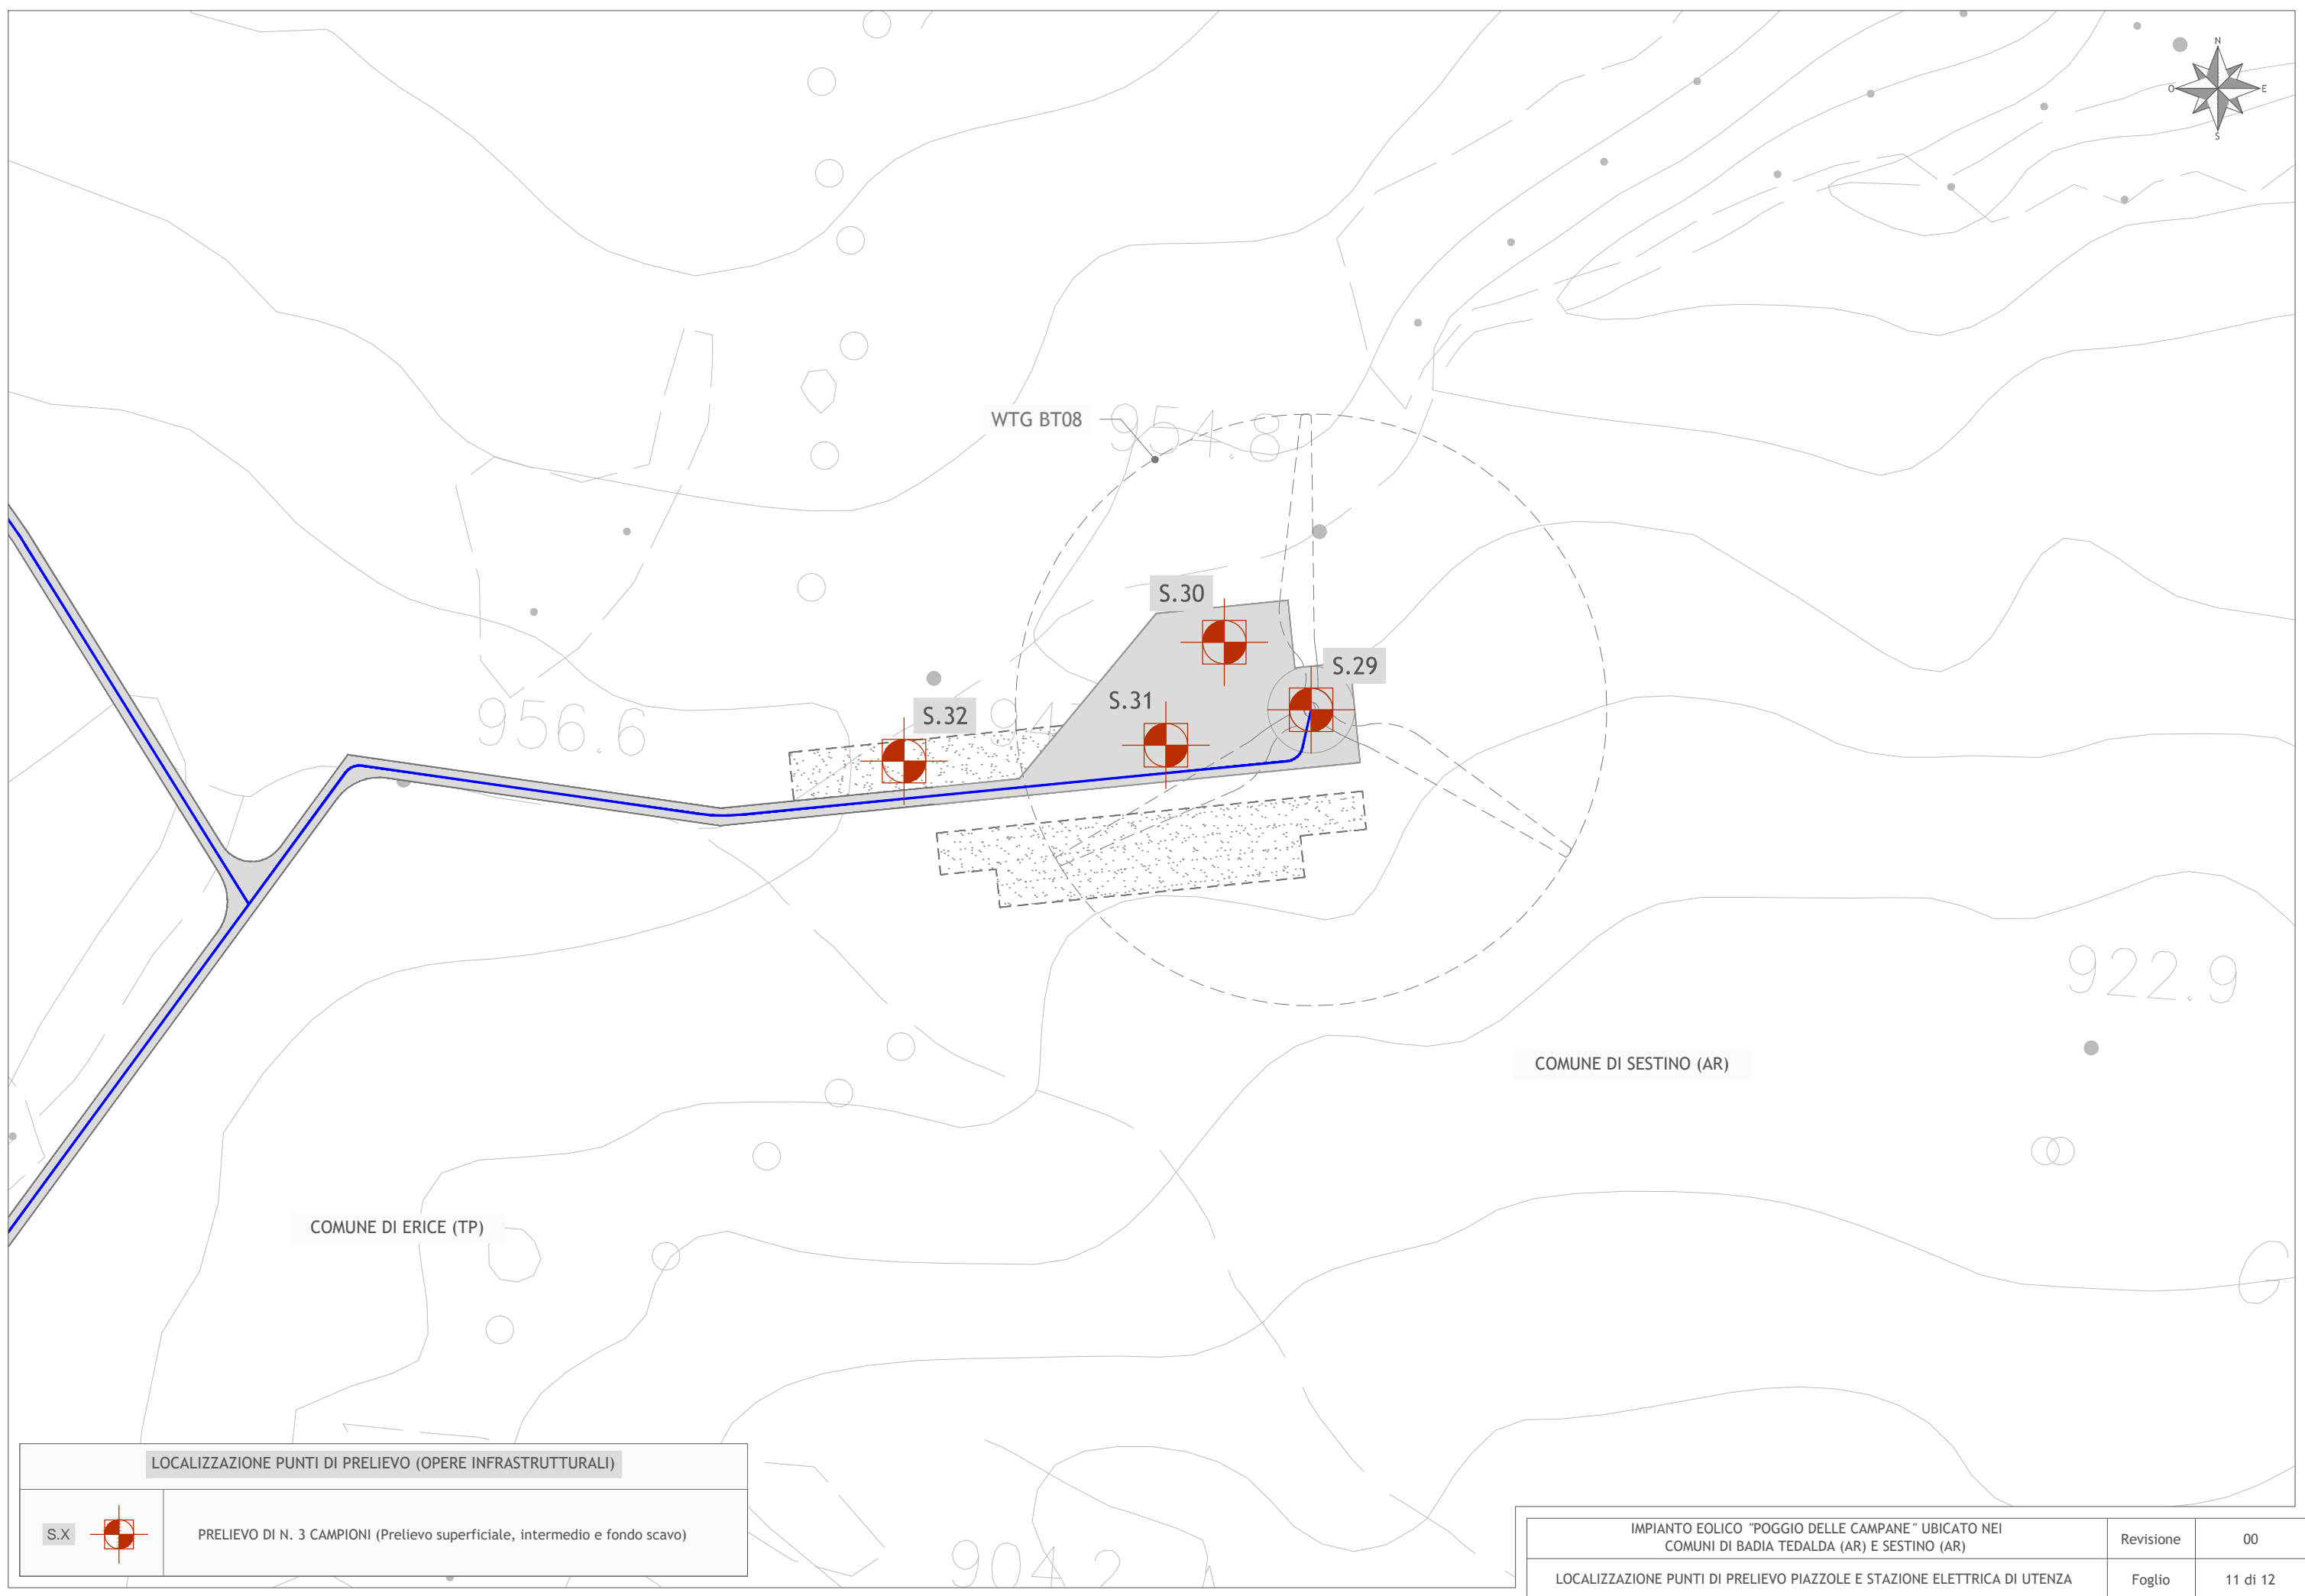 N
O
E
S
WTG BT08
954.8
S.30
S.29
S.31
S.32
956.6
922.9
COMUNE DI SESTINO (AR)
COMUNE DI ERICE (TP)
LOCALIZZAZIONE PUNTI DI PRELIEVO (OPERE INFRASTRUTTURALI)
S.X
PRELIEVO DI N. 3 CAMPIONI (Prelievo superficiale, intermedio e fondo scavo)
904.2
IMPIANTO EOLICO "POGGIO DELLE CAMPANE" UBICATO NEI
COMUNI DI BADIA TEDALDA (AR) E SESTINO (AR)
Revisione
00
LOCALIZZAZIONE PUNTI DI PRELIEVO PIAZZOLE E STAZIONE ELETTRICA DI UTENZA
Foglio
11 di 12